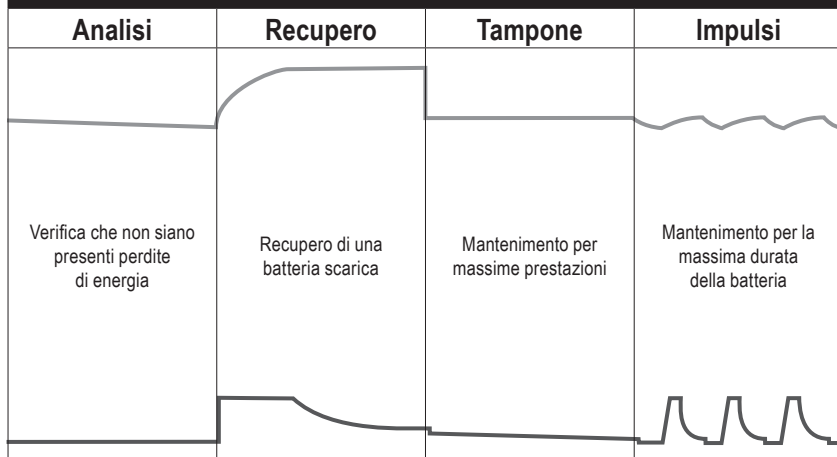 Analisi
Recupero
Tampone
Impulsi
Verifica che non siano
presenti perdite
di energia
Recupero di una
batteria scarica
Mantenimento per
massime prestazioni
Mantenimento per la
massima durata
della batteria